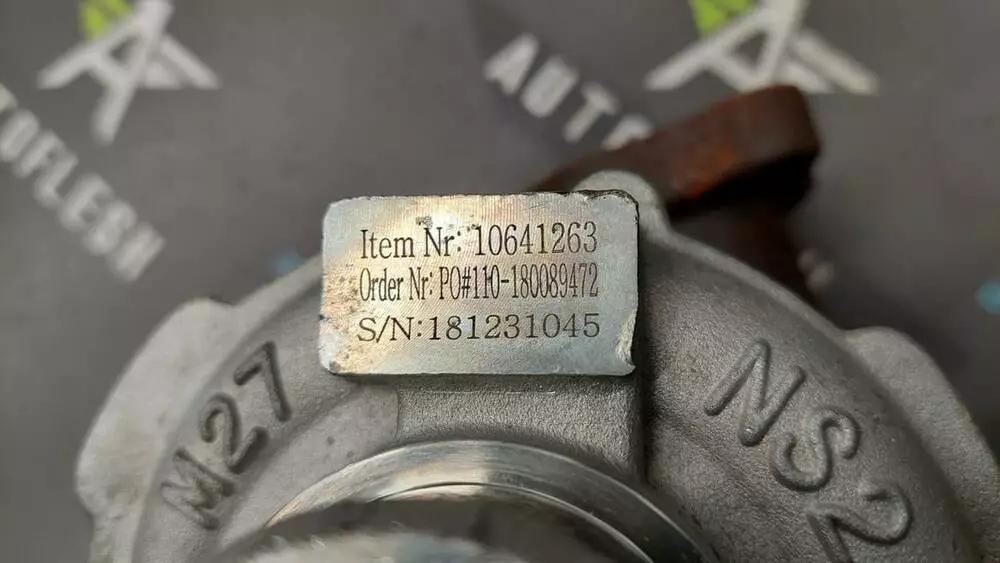 AUTOFLESH
AUTO
Item Nr: 10641263
Order Nr: PO#110-180089472
S/N:181231045
M27
NS2